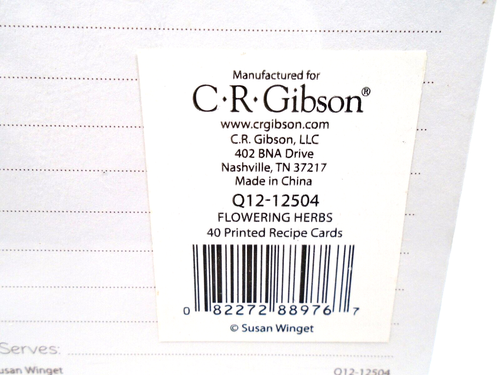 Manufactured for
C·R·Gibson®
www.crgibson.com
C.R. Gibson, LLC
402 BNA Drive
Nashville, TN 37217
Made in China
Q12-12504
FLOWERING HERBS
40 Printed Recipe Cards
0 82272 88976 7
© Susan Winget
Serves:
usan Winget
Q12-12504